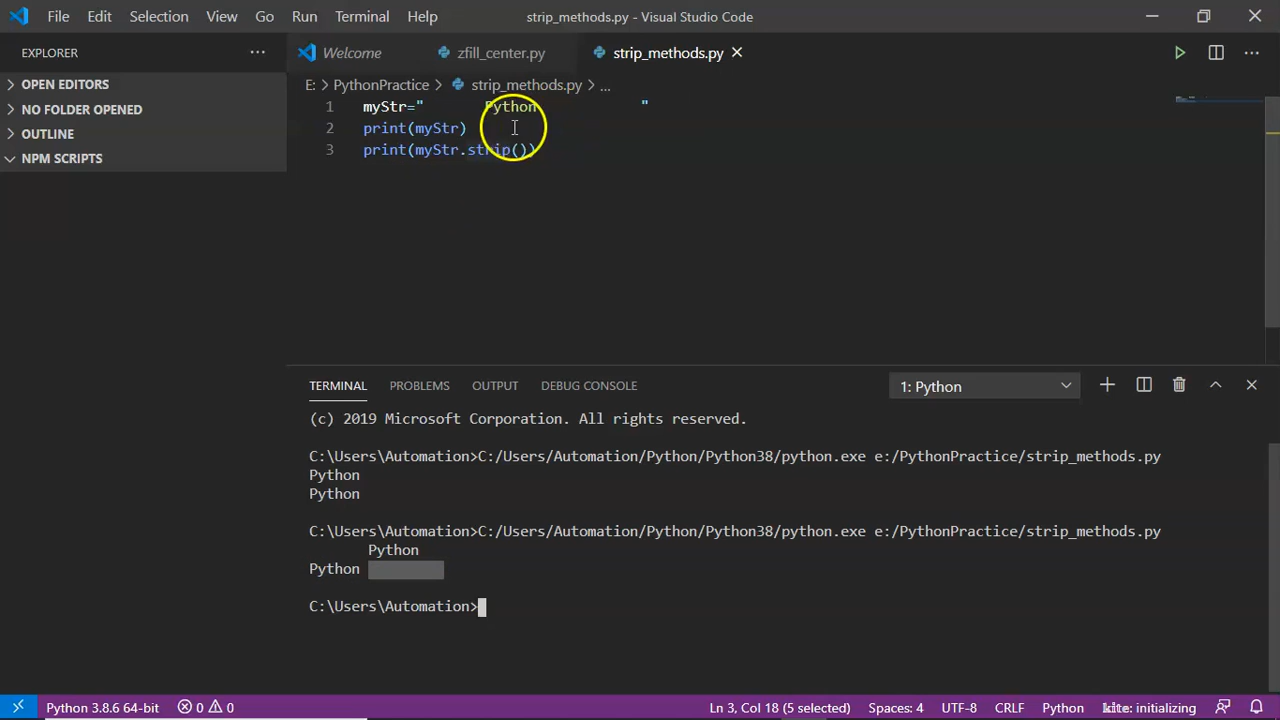 File Edit Selection View Go Run Terminal Help strip_methods.py - Visual Studio Code
EXPLORER ... Welcome zfill_center.py strip_methods.py
OPEN EDITORS
NO FOLDER OPENED
OUTLINE
NPM SCRIPTS
E: > PythonPractice > strip_methods.py > ...
1 myStr="       Python            "
2 print(myStr)
3 print(myStr.strip())
TERMINAL PROBLEMS OUTPUT DEBUG CONSOLE 1: Python
(c) 2019 Microsoft Corporation. All rights reserved.
C:\Users\Automation>C:/Users/Automation/Python/Python38/python.exe e:/PythonPractice/strip_methods.py
Python
Python
C:\Users\Automation>C:/Users/Automation/Python/Python38/python.exe e:/PythonPractice/strip_methods.py
       Python
Python
C:\Users\Automation>
Python 3.8.6 64-bit 0 0 Ln 3, Col 18 (5 selected) Spaces: 4 UTF-8 CRLF Python kite: initializing